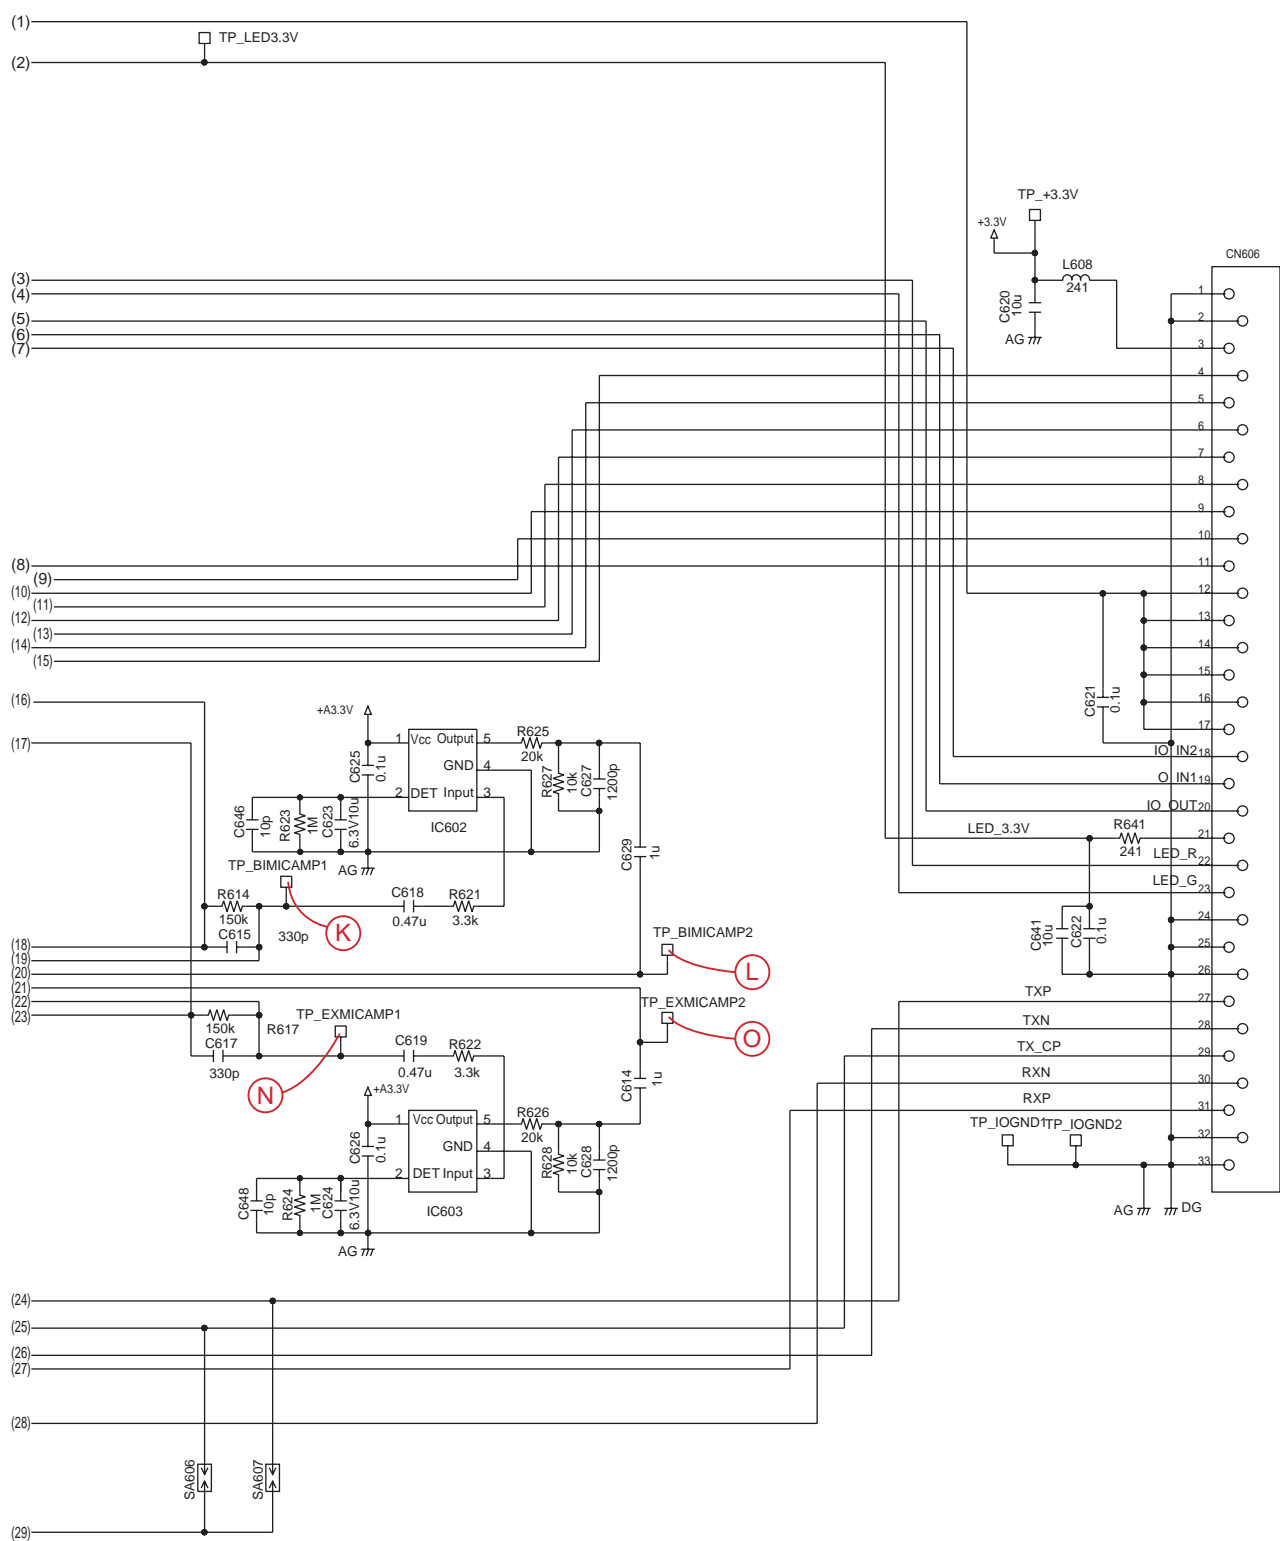 (1)
TP_LED3.3V
(2)
TP_+3.3V
+3.3V
CN606
L608
241
C620
10u
AG
(3)
(4)
(5)
(6)
(7)
1
2
3
4
5
6
7
8
9
10
11
12
13
14
15
16
17
(8)
(9)
(10)
(11)
(12)
(13)
(14)
(15)
(16)
(17)
C621
0.1u
IO_IN2 18
O_IN1 19
IO_OUT 20
LED_3.3V
R641
241
21
LED_R 22
LED_G 23
24
25
26
C641
10u
C622
0.1u
+A3.3V
1 Vcc Output 5
GND 4
2 DET Input 3
IC602
C625
0.1u
R625
20k
R627
10k
C627
1200p
C646
10p
R623
1M
C623
6.3V10u
AG
C629
1u
TP_BIMICAMP1
R614
150k
C615
330p
K
C618
0.47u
R621
3.3k
(18)
(19)
(20)
(21)
(22)
(23)
TP_BIMICAMP2
L
TP_EXMICAMP2
O
150k
R617
C617
330p
TP_EXMICAMP1
N
C619
0.47u
R622
3.3k
C614
1u
+A3.3V
1 Vcc Output 5
GND 4
2 DET Input 3
IC603
C626
0.1u
R626
20k
R628
10k
C628
1200p
C648
10p
R624
1M
C624
6.3V10u
AG
TXP 27
TXN 28
TX_CP 29
RXN 30
RXP 31
TP_IOGND1
TP_IOGND2
32
33
AG
DG
(24)
(25)
(26)
(27)
(28)
SA606
SA607
(29)